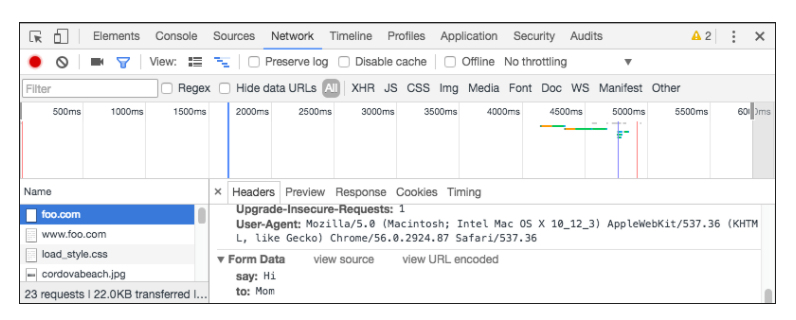 Elements Console Sources Network Timeline Profiles Application Security Audits 2
View: Preserve log Disable cache Offline No throttling
Filter Regex Hide data URLs All XHR JS CSS Img Media Font Doc WS Manifest Other
500ms 1000ms 1500ms 2000ms 2500ms 3000ms 3500ms 4000ms 4500ms 5000ms 5500ms
Name × Headers Preview Response Cookies Timing
foo.com Upgrade-Insecure-Requests: 1
User-Agent: Mozilla/5.0 (Macintosh; Intel Mac OS X 10_12_3) AppleWebKit/537.36 (KHTM
www.foo.com L, like Gecko) Chrome/56.0.2924.87 Safari/537.36
load_style.css Form Data view source view URL encoded
cordovabeach.jpg say: Hi
23 requests | 22.0KB transferred |... to: Mom